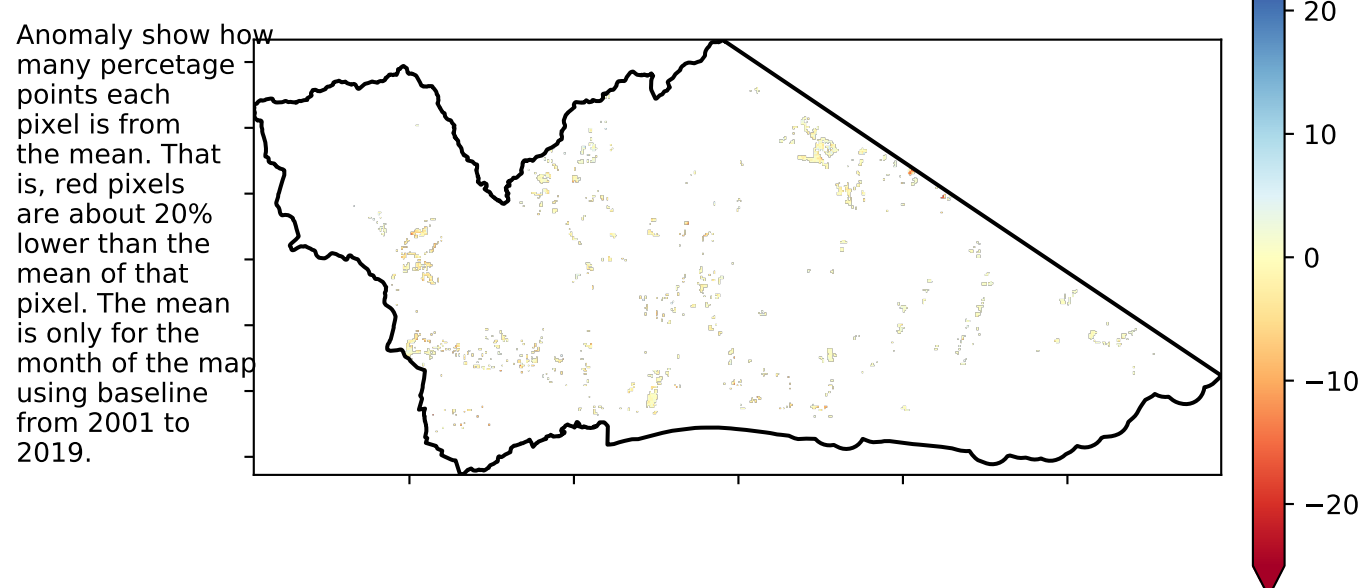 Anomaly show how
many percetage
points each
pixel is from
the mean. That
is, red pixels
are about 20%
lower than the
mean of that
pixel. The mean
is only for the
month of the map
using baseline
from 2001 to
2019.
20
10
0
−10
−20